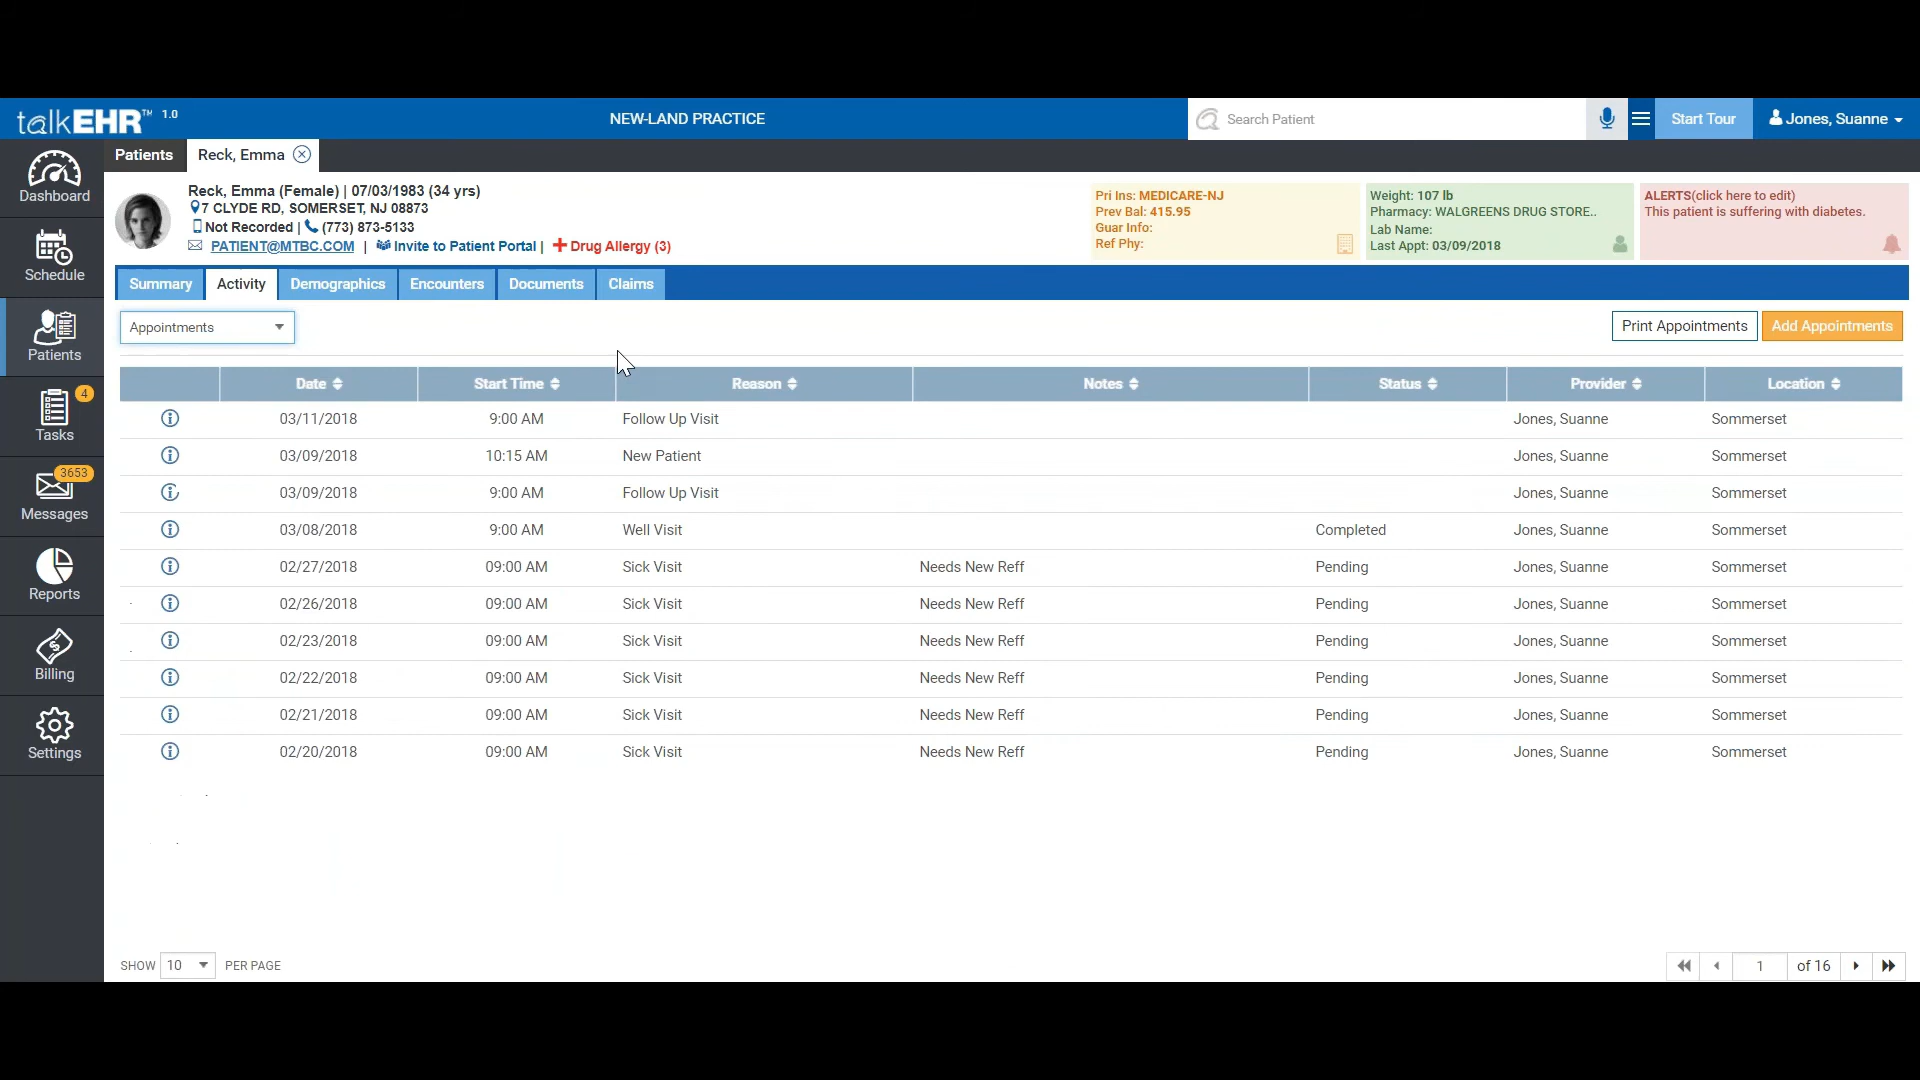 talkEHR™ 1.0
NEW-LAND PRACTICE
Search Patient
Start Tour
Jones, Suanne
Dashboard
Schedule
Patients
4
Tasks
3653
Messages
Reports
Billing
Settings
Patients
Reck, Emma
Reck, Emma (Female) | 07/03/1983 (34 yrs)
7 CLYDE RD, SOMERSET, NJ 08873
Not Recorded | (773) 873-5133
PATIENT@MTBC.COM | Invite to Patient Portal | Drug Allergy (3)
Pri Ins: MEDICARE-NJ
Prev Bal: 415.95
Guar Info:
Ref Phy:
Weight: 107 lb
Pharmacy: WALGREENS DRUG STORE..
Lab Name:
Last Appt: 03/09/2018
ALERTS(click here to edit)
This patient is suffering with diabetes.
Summary Activity Demographics Encounters Documents Claims
Appointments
Print Appointments
Add Appointments
Date Start Time Reason Notes Status Provider Location
03/11/2018 9:00 AM Follow Up Visit Jones, Suanne Sommerset
03/09/2018 10:15 AM New Patient Jones, Suanne Sommerset
03/09/2018 9:00 AM Follow Up Visit Jones, Suanne Sommerset
03/08/2018 9:00 AM Well Visit Completed Jones, Suanne Sommerset
02/27/2018 09:00 AM Sick Visit Needs New Reff Pending Jones, Suanne Sommerset
02/26/2018 09:00 AM Sick Visit Needs New Reff Pending Jones, Suanne Sommerset
02/23/2018 09:00 AM Sick Visit Needs New Reff Pending Jones, Suanne Sommerset
02/22/2018 09:00 AM Sick Visit Needs New Reff Pending Jones, Suanne Sommerset
02/21/2018 09:00 AM Sick Visit Needs New Reff Pending Jones, Suanne Sommerset
02/20/2018 09:00 AM Sick Visit Needs New Reff Pending Jones, Suanne Sommerset
SHOW 10 PER PAGE
1 of 16